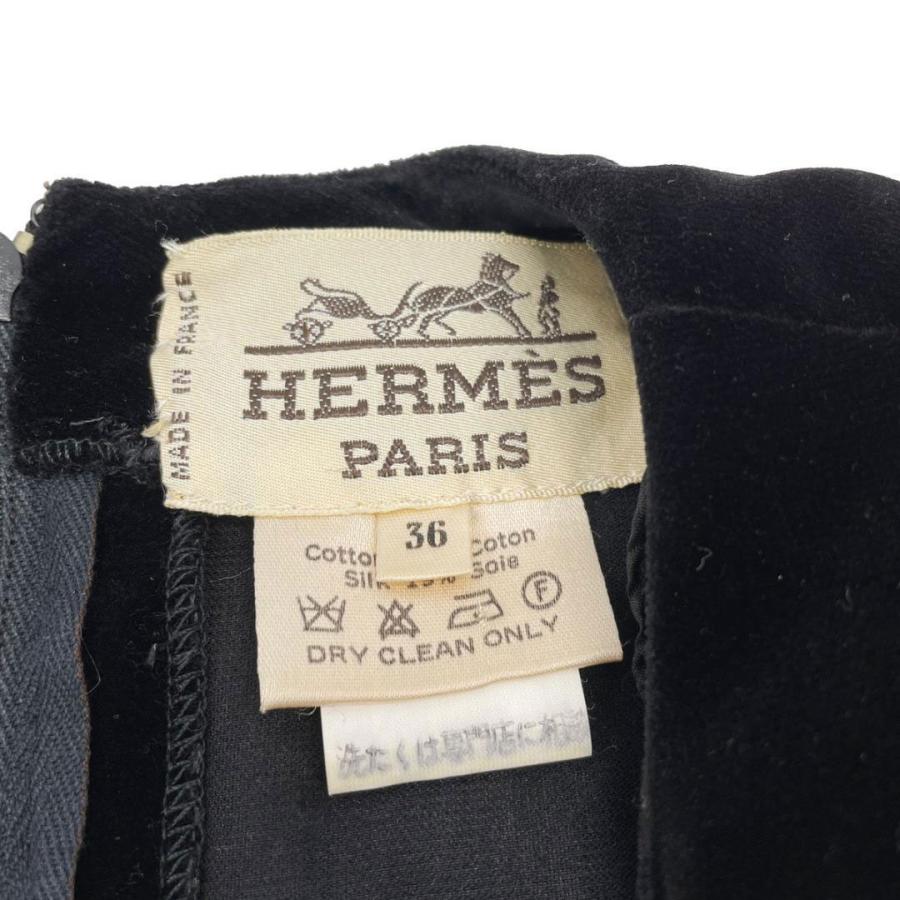 MADE IN FRANCE
HERMÈS
PARIS
36
Coton
Silk 15% Soie
F
DRY CLEAN ONLY
洗たくは専門店に